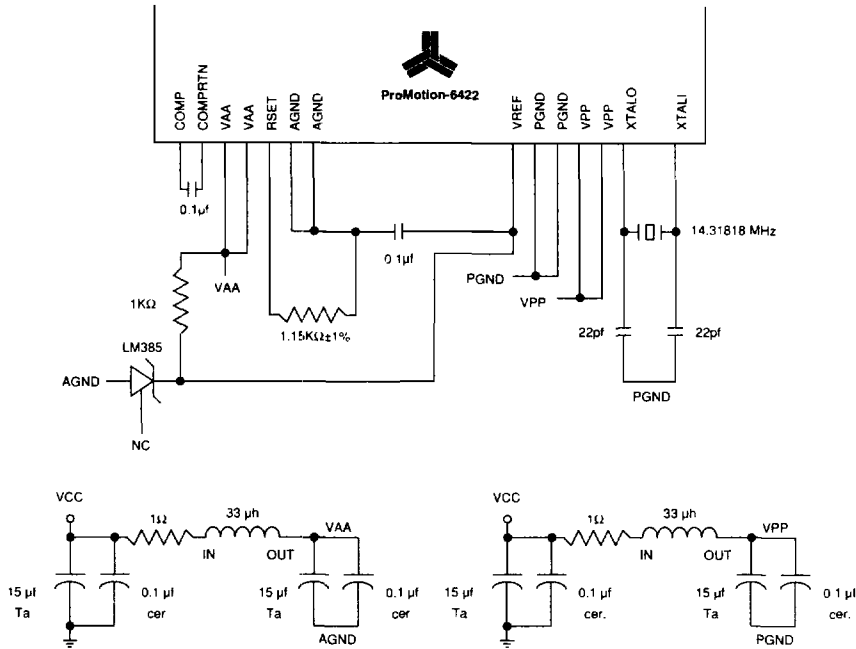 ProMotion-6422
COMP
COMPRTN
VAA
VAA
RSET
AGND
AGND
VREF
PGND
PGND
VPP
VPP
XTALO
XTALI
0.1µf
VAA
0 1µf
PGND
VPP
14.31818 MHz
1KΩ
1.15KΩ±1%
22pf
22pf
LM385
AGND
PGND
NC
VCC
1Ω
33 µh
VAA
IN
OUT
15 µf
Ta
0.1 µf
cer
15 µf
Ta
0.1 µf
cer
AGND
VCC
1Ω
33 µh
VPP
IN
OUT
15 µf
Ta
0.1 µf
cer.
15 µf
Ta
0 1 µf
cer.
PGND